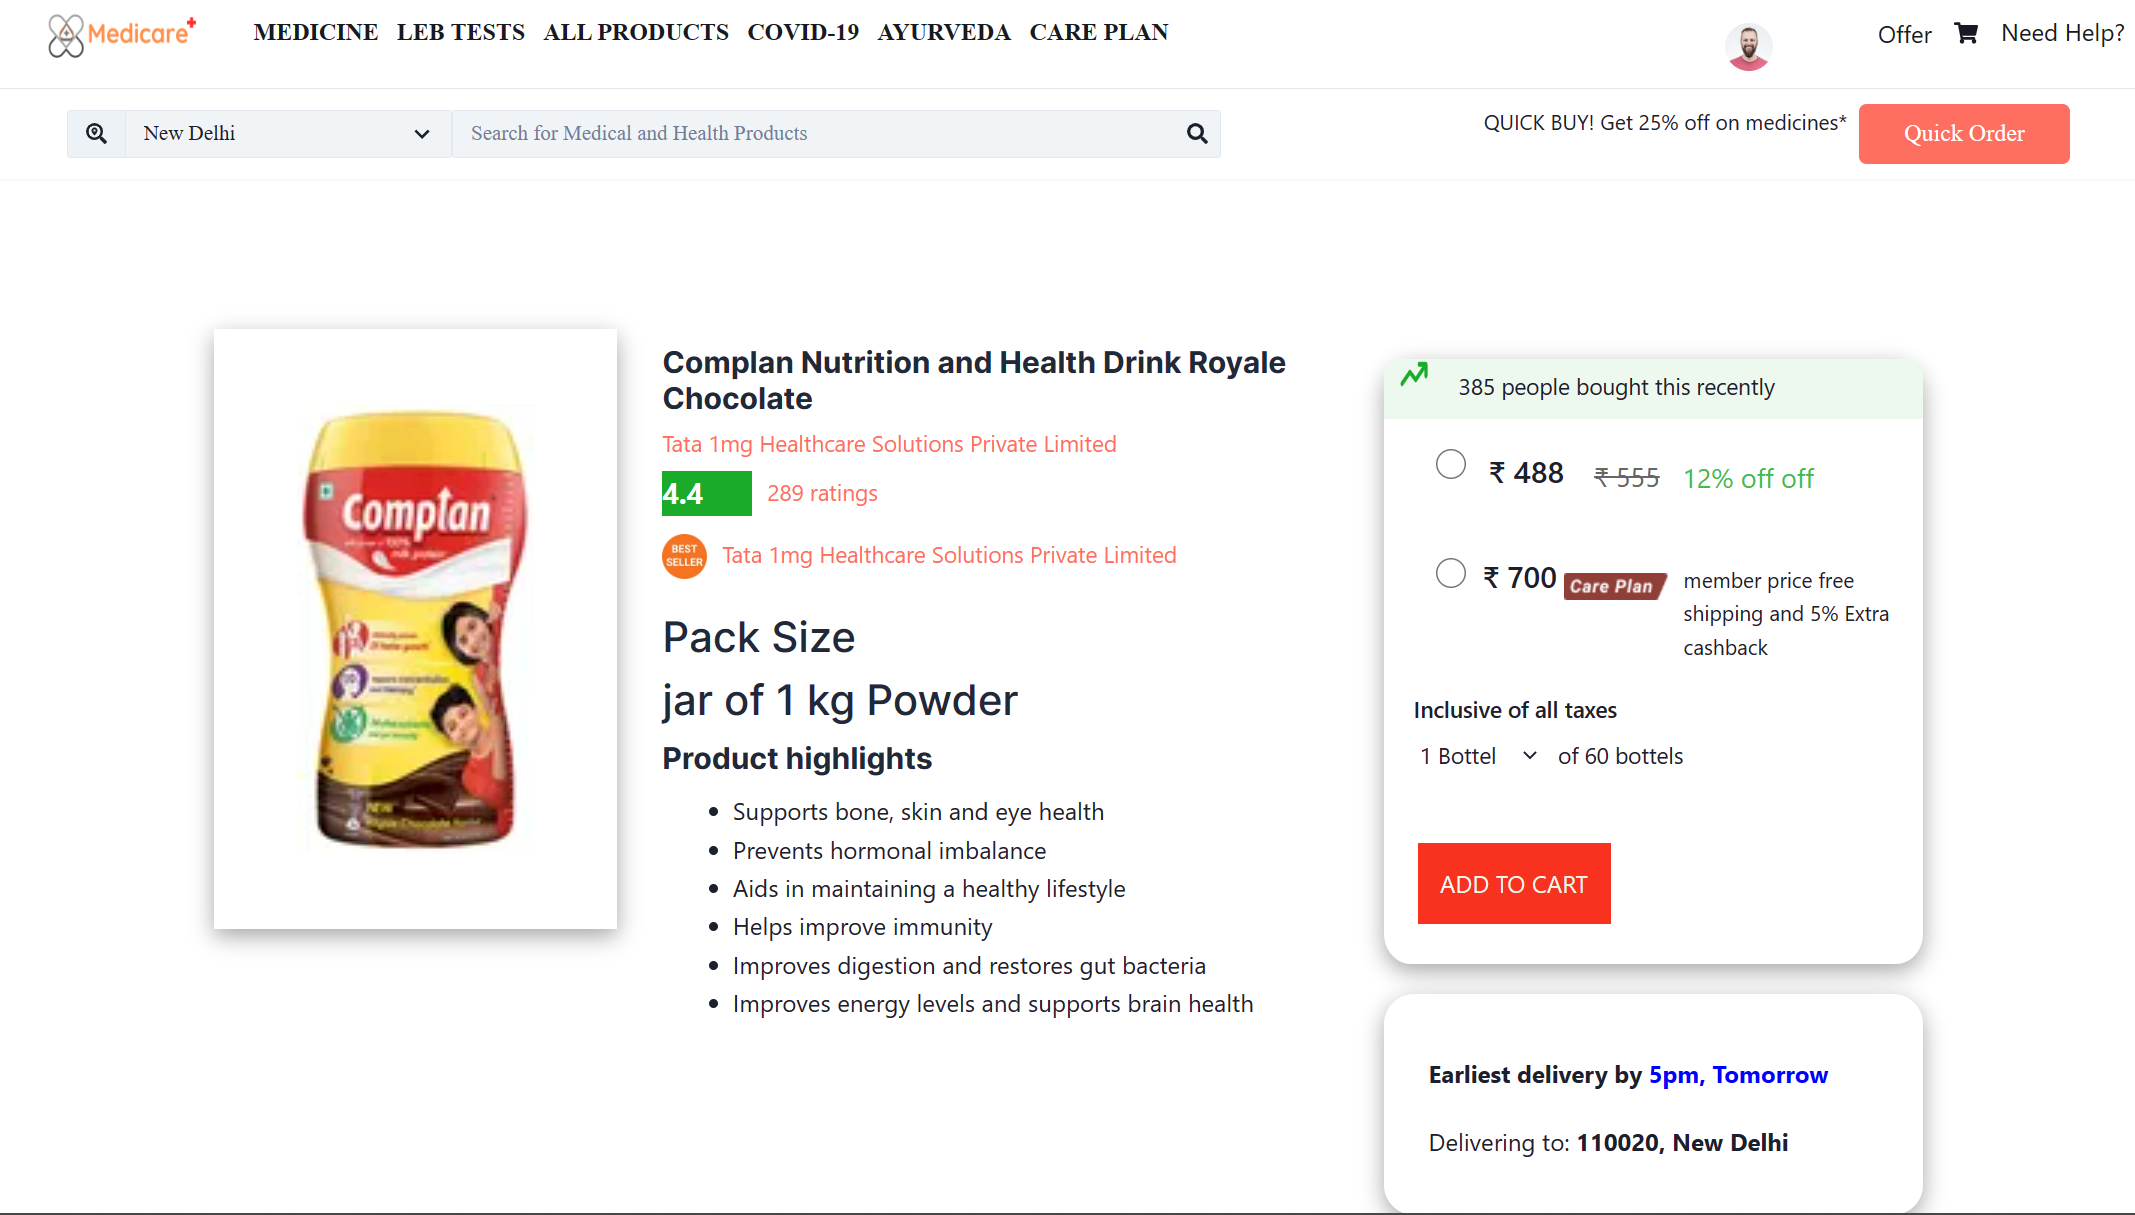 Medicare
MEDICINE LEB TESTS ALL PRODUCTS COVID-19 AYURVEDA CARE PLAN
Offer
Need Help?
New Delhi
Search for Medical and Health Products
QUICK BUY! Get 25% off on medicines*
Quick Order
Complan
Complan Nutrition and Health Drink Royale
Chocolate
Tata 1mg Healthcare Solutions Private Limited
4.4
289 ratings
BEST
SELLER
Tata 1mg Healthcare Solutions Private Limited
Pack Size
jar of 1 kg Powder
Product highlights
Supports bone, skin and eye health
Prevents hormonal imbalance
Aids in maintaining a healthy lifestyle
Helps improve immunity
Improves digestion and restores gut bacteria
Improves energy levels and supports brain health
385 people bought this recently
₹ 488 ₹ 555 12% off off
₹ 700 Care Plan member price free
shipping and 5% Extra
cashback
Inclusive of all taxes
1 Bottel of 60 bottels
ADD TO CART
Earliest delivery by 5pm, Tomorrow
Delivering to: 110020, New Delhi